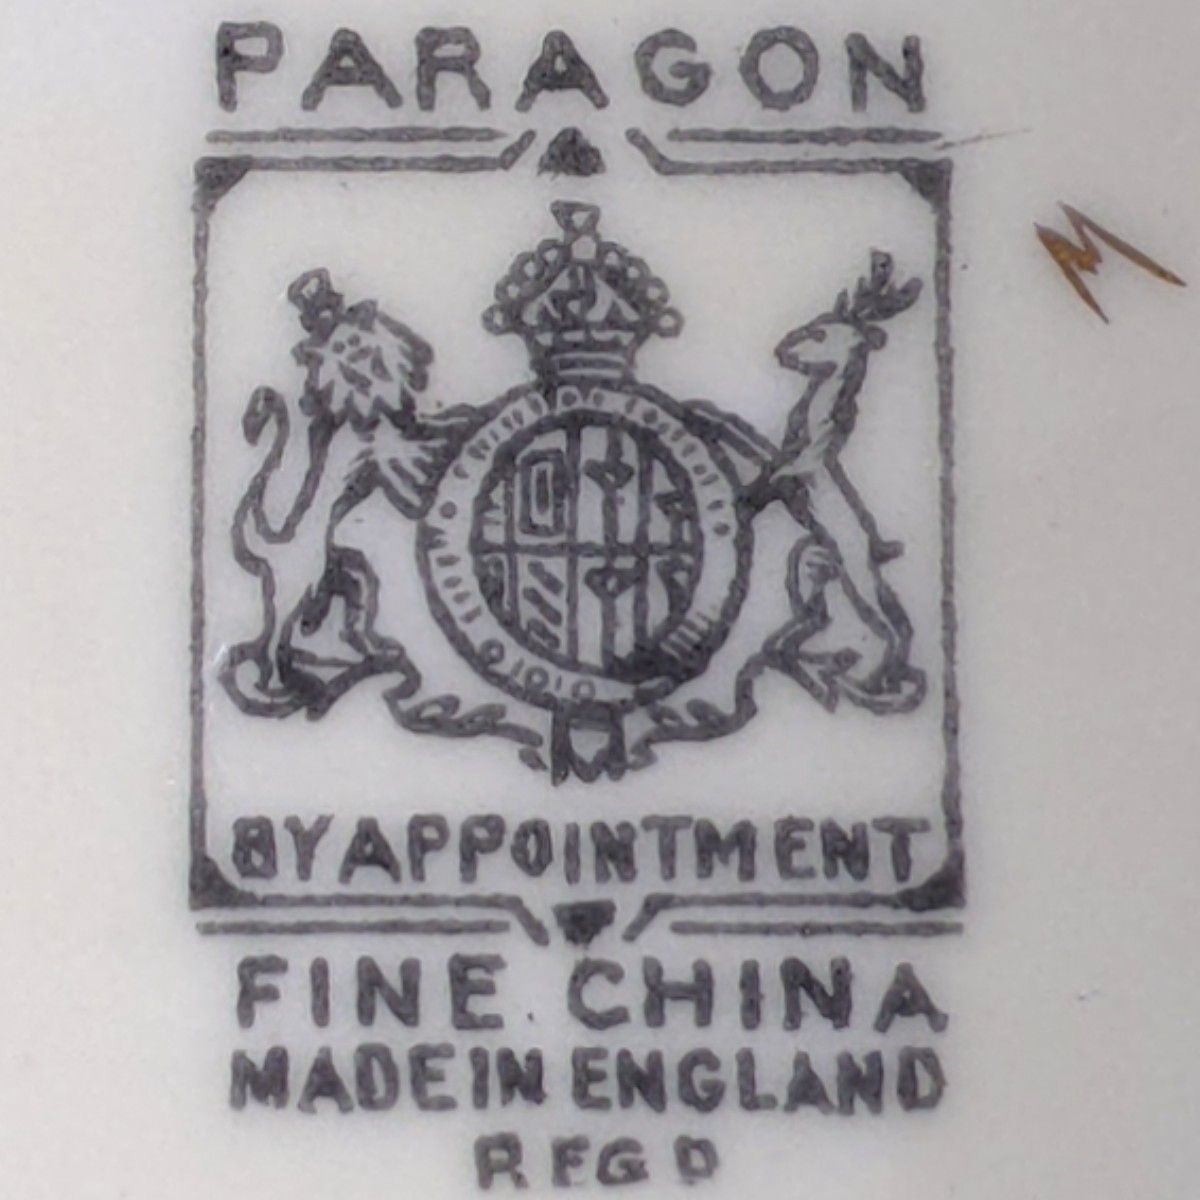 PARAGON
M
BY APPOINTMENT
FINE CHINA
MADE IN ENGLAND
REGD